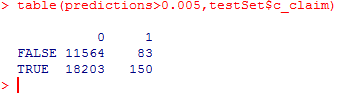 > table(predictions>0.005,testSet$c_claim)
0 1
FALSE 11564 83
TRUE 18203 150
>